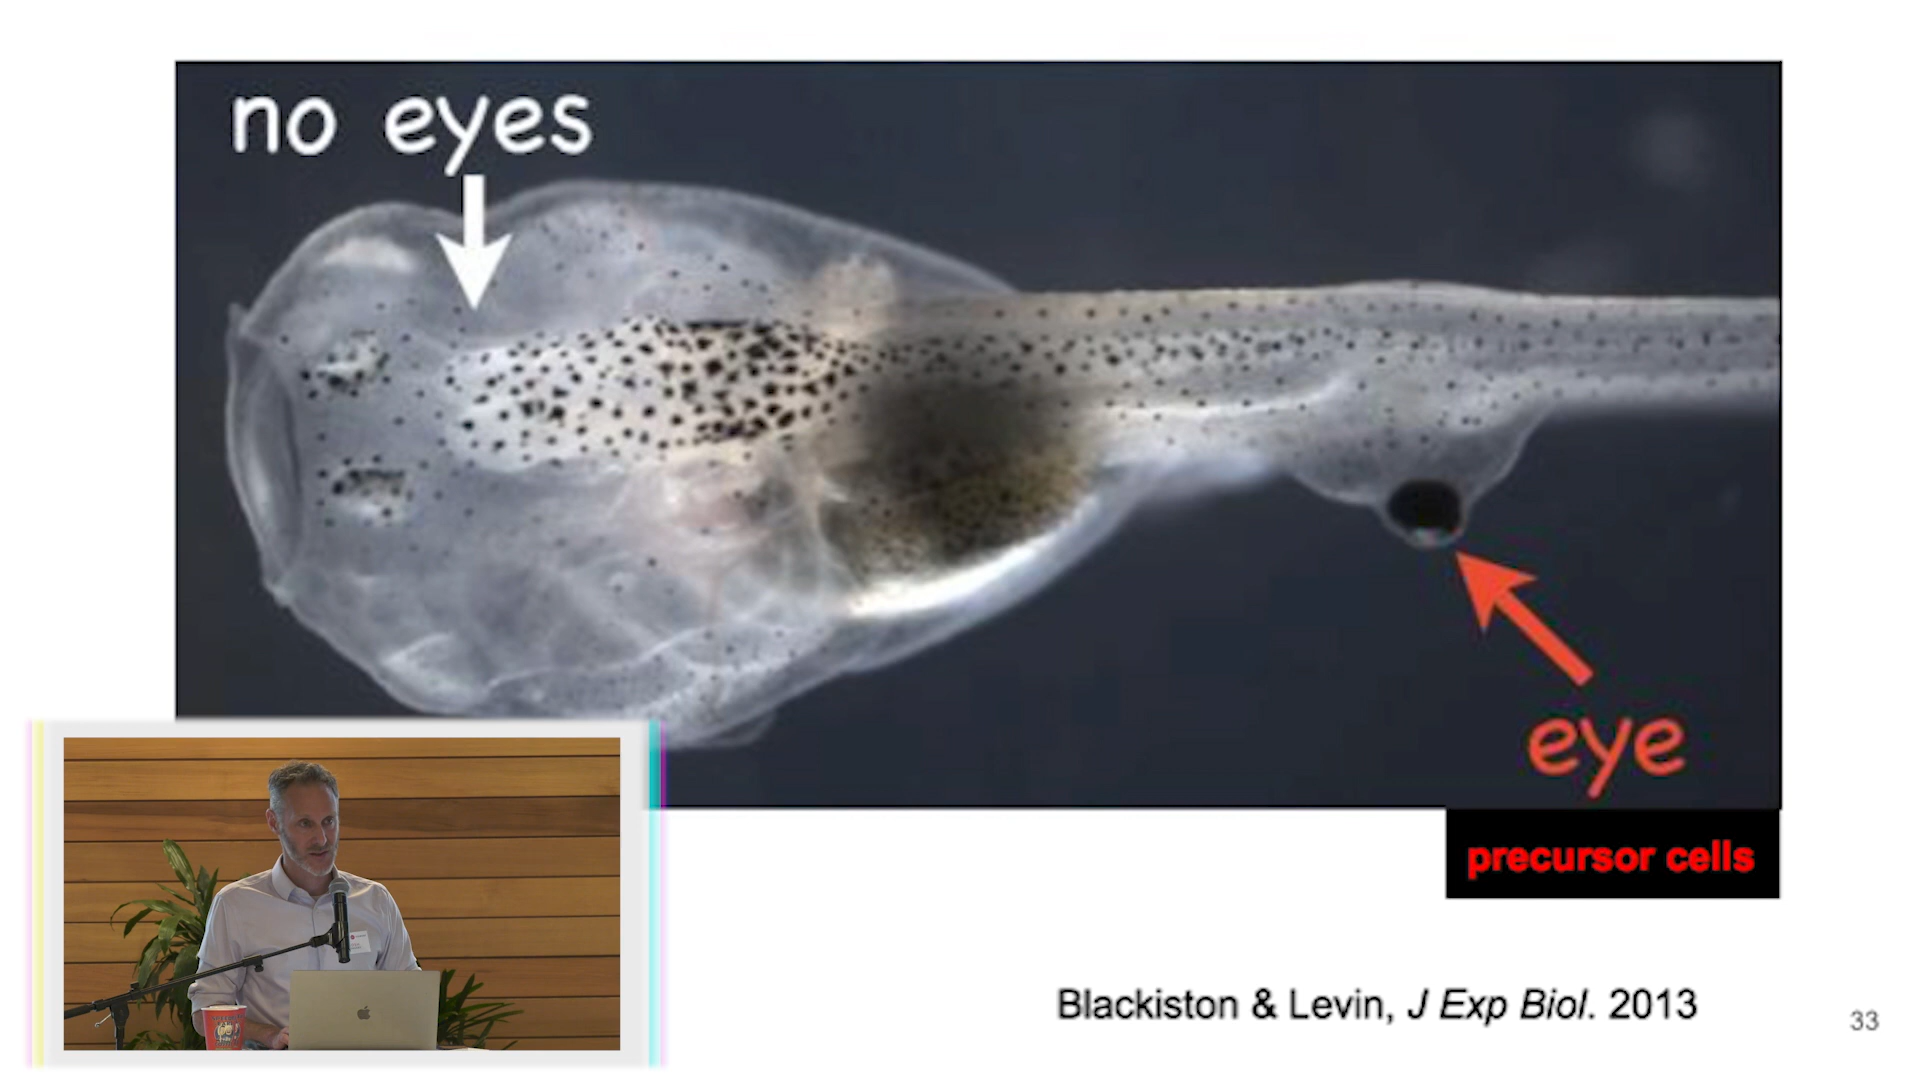 no eyes
eye
precursor cells
Blackiston & Levin, J Exp Biol. 2013
33